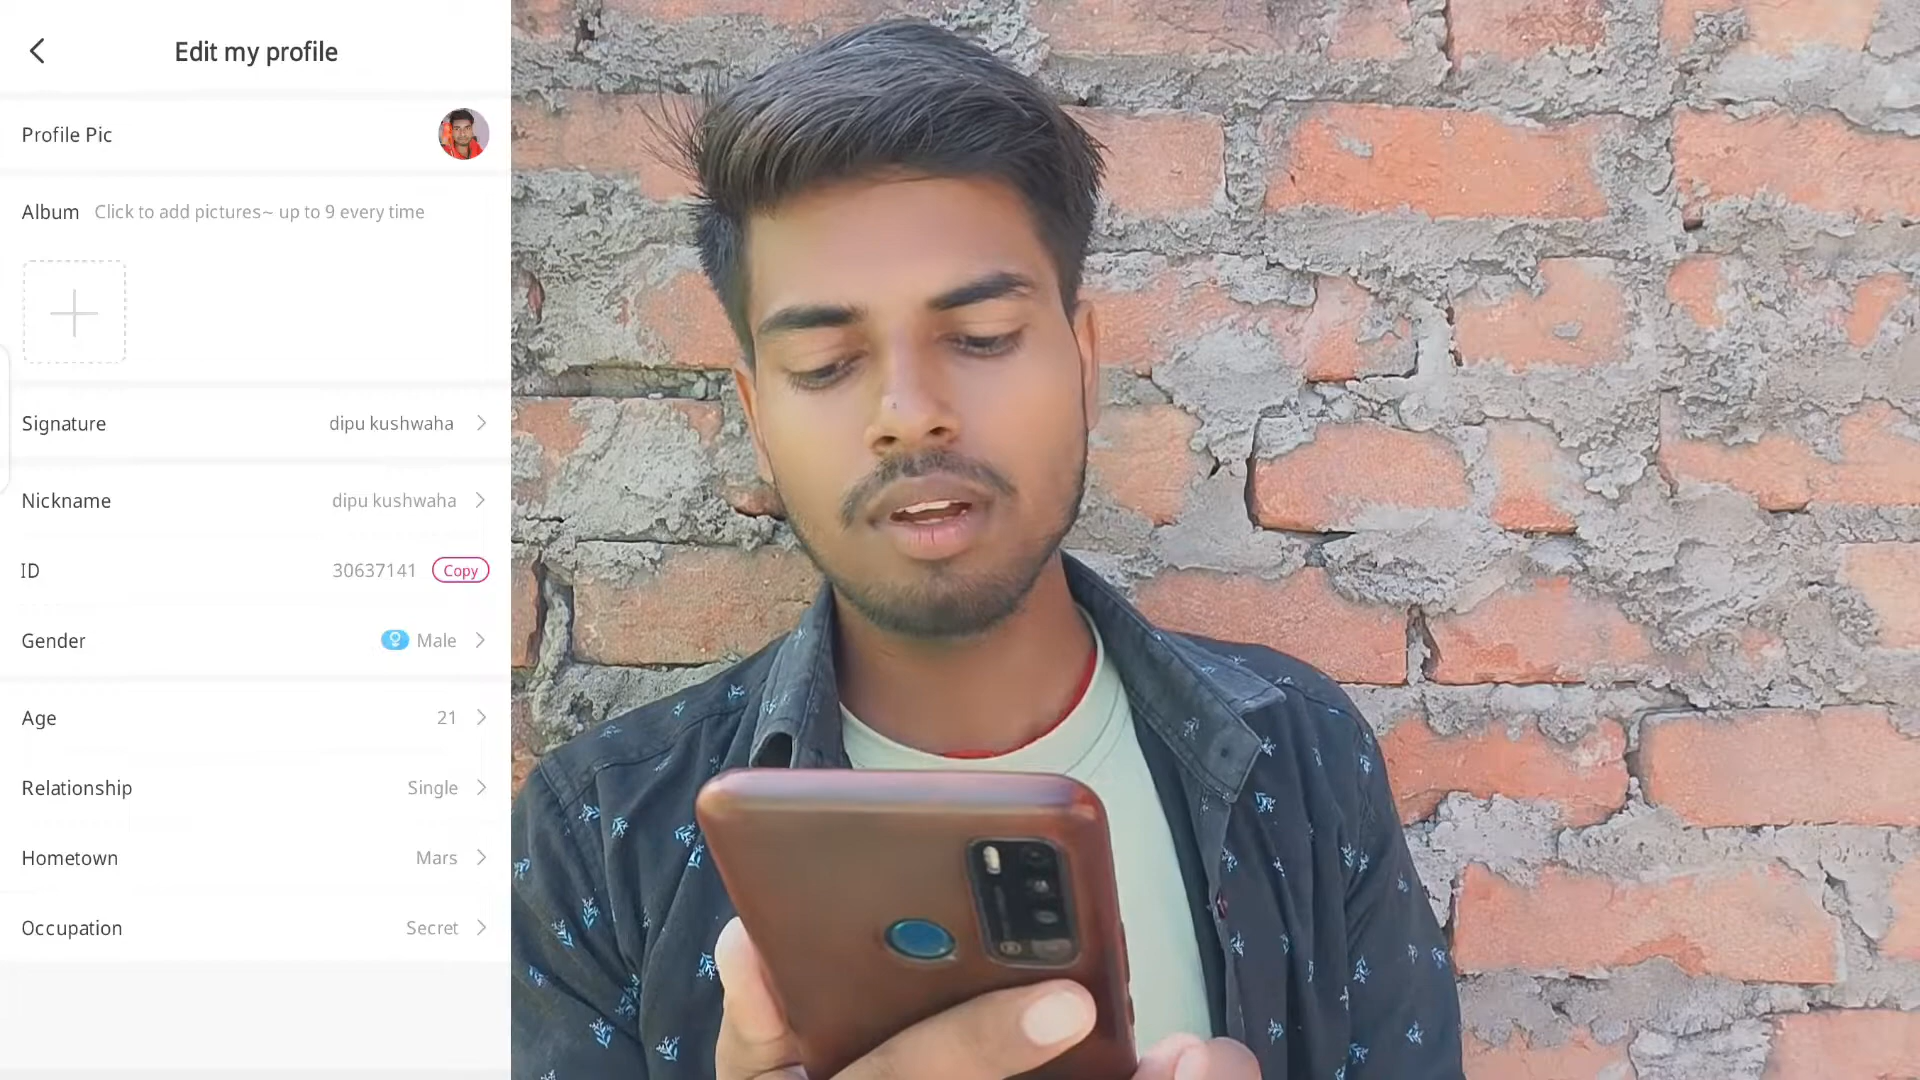 Edit my profile
Profile Pic
Album Click to add pictures~ up to 9 every time
Signature dipu kushwaha
Nickname dipu kushwaha
ID 30637141 Copy
Gender Male
Age 21
Relationship Single
Hometown Mars
Occupation Secret